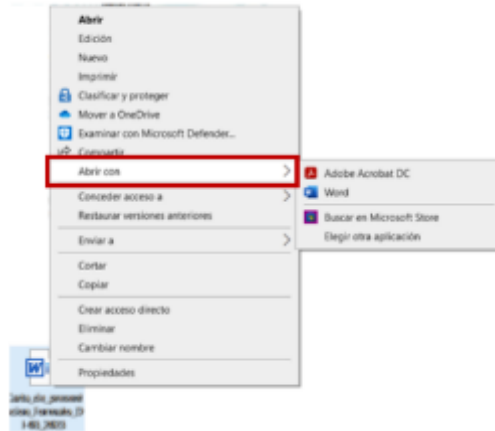 Abrir
Edición
Nuevo
Imprimir
Clasificar y proteger
Mover a OneDrive
Examinar con Microsoft Defender...
Compartir
Abrir con
Adobe Acrobat DC
Word
Conceder acceso a
Buscar en Microsoft Store
Restaurar versiones anteriores
Elegir otra aplicación
Enviar a
Cortar
Copiar
Crear acceso directo
Eliminar
Cambiar nombre
Propiedades